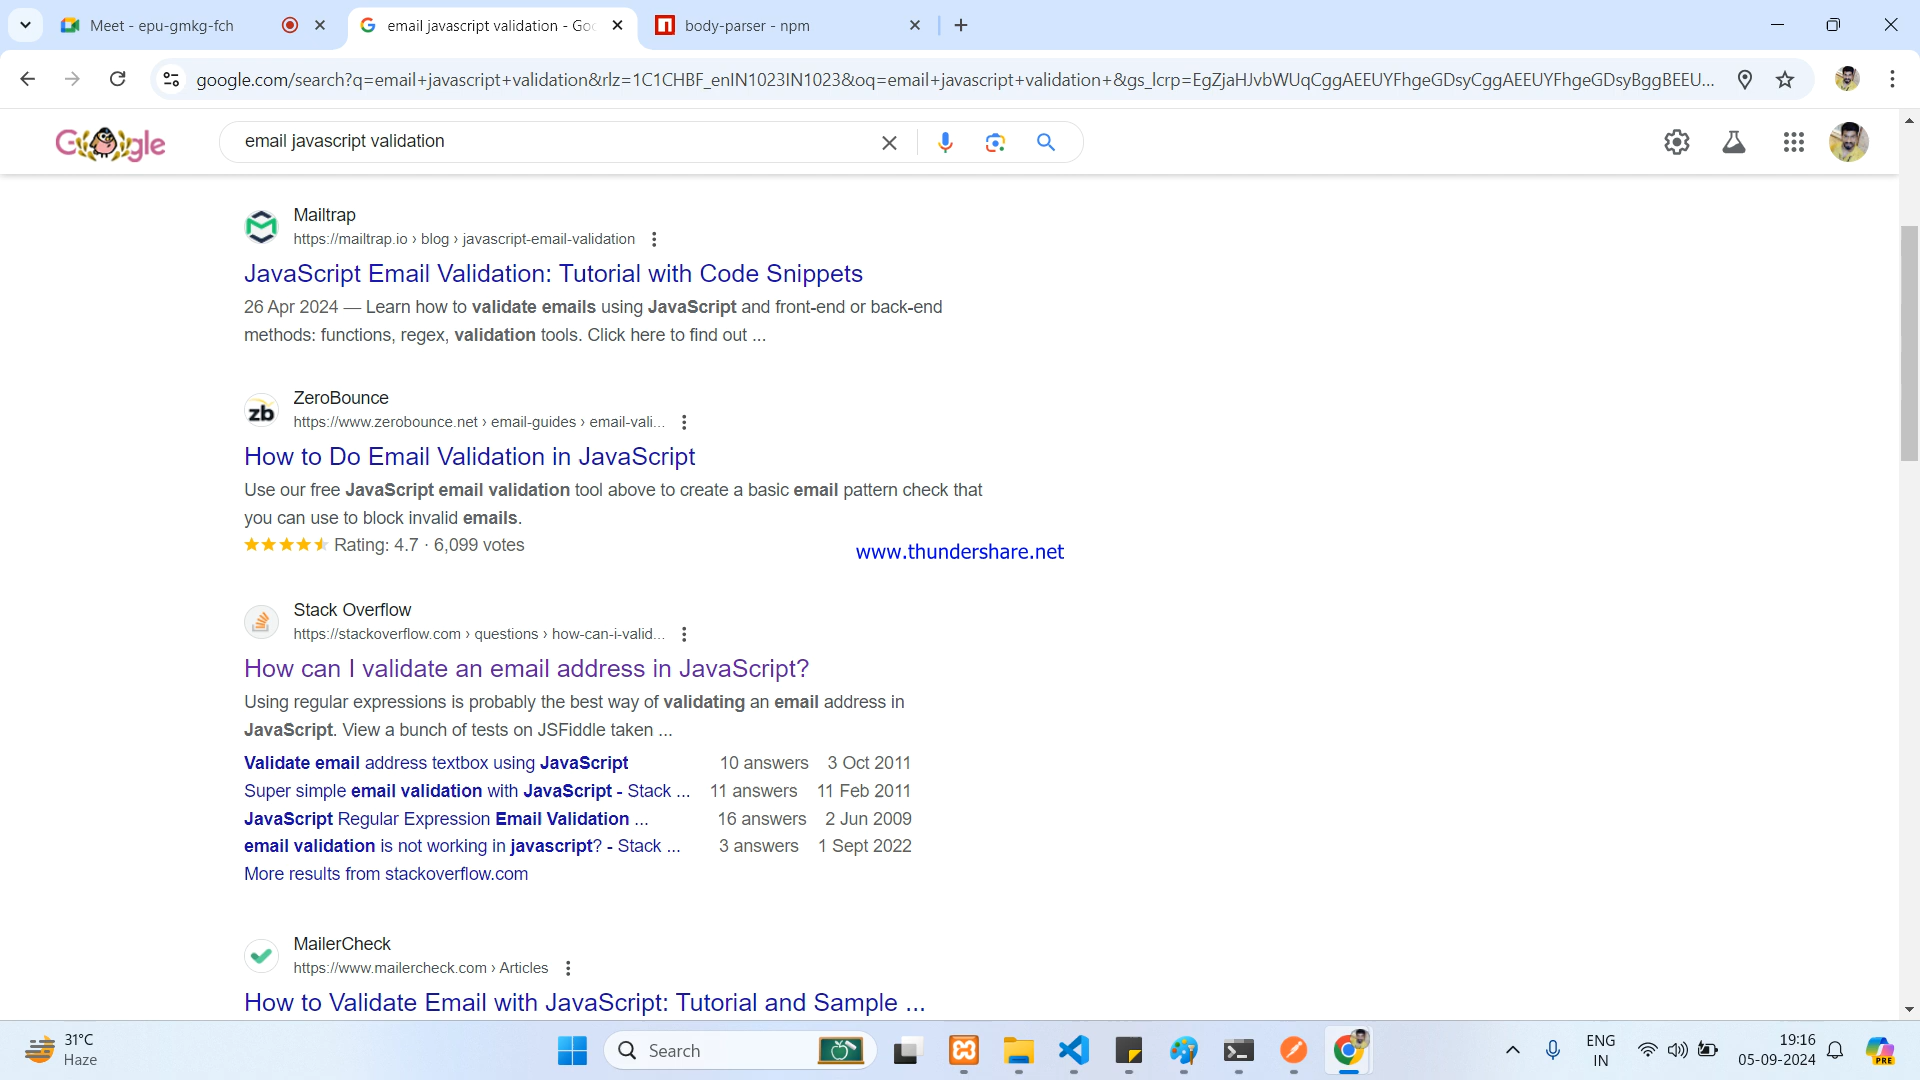 Meet - epu-gmkg-fch
email javascript validation - Goo
body-parser - npm
google.com/search?q=email+javascript+validation&rlz=1C1CHBF_enIN1023IN1023&oq=email+javascript+validation+&gs_lcrp=EgZjaHJvbWUqCggAEEUYFhgeGDsyCggAEEUYFhgeGDsyBggBEEU...
Google
email javascript validation
Mailtrap
https://mailtrap.io › blog › javascript-email-validation
JavaScript Email Validation: Tutorial with Code Snippets
26 Apr 2024 — Learn how to validate emails using JavaScript and front-end or back-end
methods: functions, regex, validation tools. Click here to find out ...
zb
ZeroBounce
https://www.zerobounce.net › email-guides › email-vali...
How to Do Email Validation in JavaScript
Use our free JavaScript email validation tool above to create a basic email pattern check that
you can use to block invalid emails.
Rating: 4.7 · 6,099 votes
www.thundershare.net
Stack Overflow
https://stackoverflow.com › questions › how-can-i-valid...
How can I validate an email address in JavaScript?
Using regular expressions is probably the best way of validating an email address in
JavaScript. View a bunch of tests on JSFiddle taken ...
Validate email address textbox using JavaScript 10 answers 3 Oct 2011
Super simple email validation with JavaScript - Stack ... 11 answers 11 Feb 2011
JavaScript Regular Expression Email Validation ... 16 answers 2 Jun 2009
email validation is not working in javascript? - Stack ... 3 answers 1 Sept 2022
More results from stackoverflow.com
MailerCheck
https://www.mailercheck.com › Articles
How to Validate Email with JavaScript: Tutorial and Sample ...
31°C
Haze
Search
ENG
IN
19:16
05-09-2024
PRE